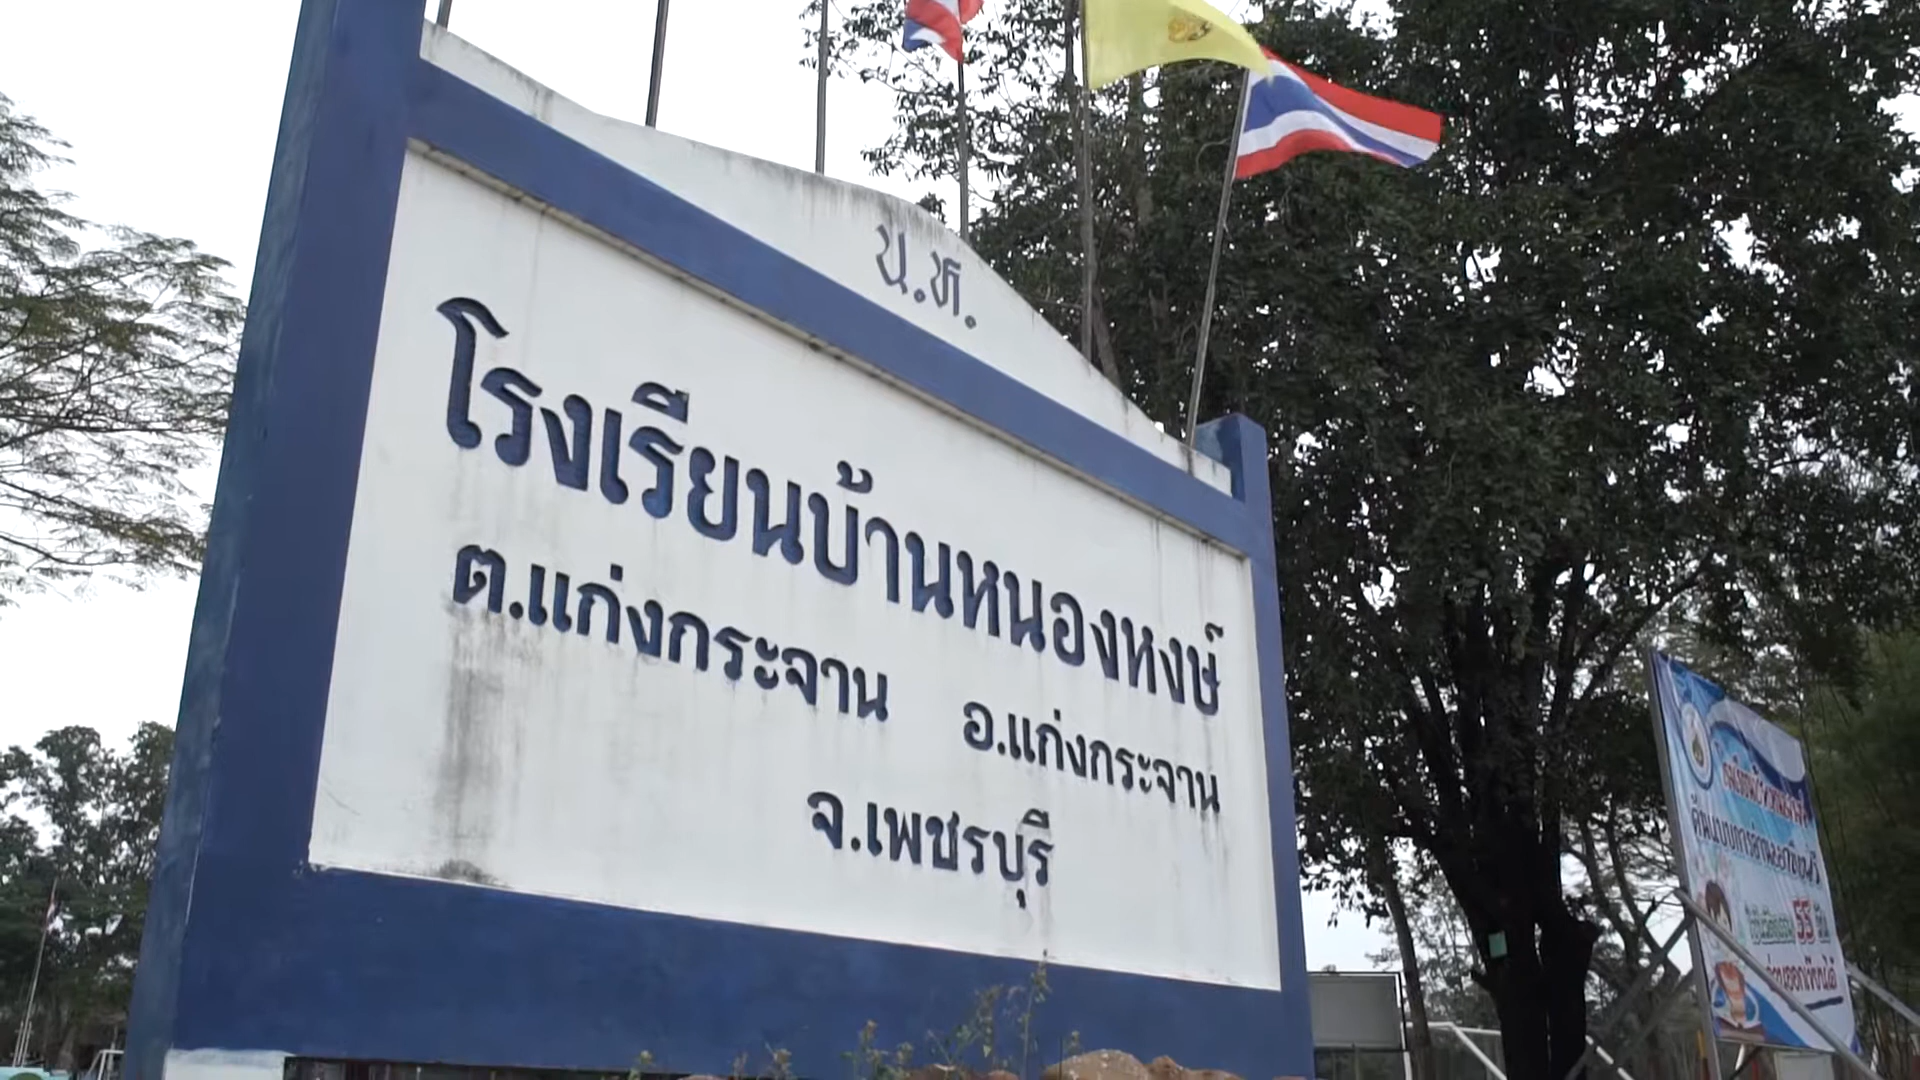 น.ห.
โรงเรียนบ้านหนองหงษ์
ต.แก่งกระจาน อ.แก่งกระจาน
จ.เพชรบุรี
55